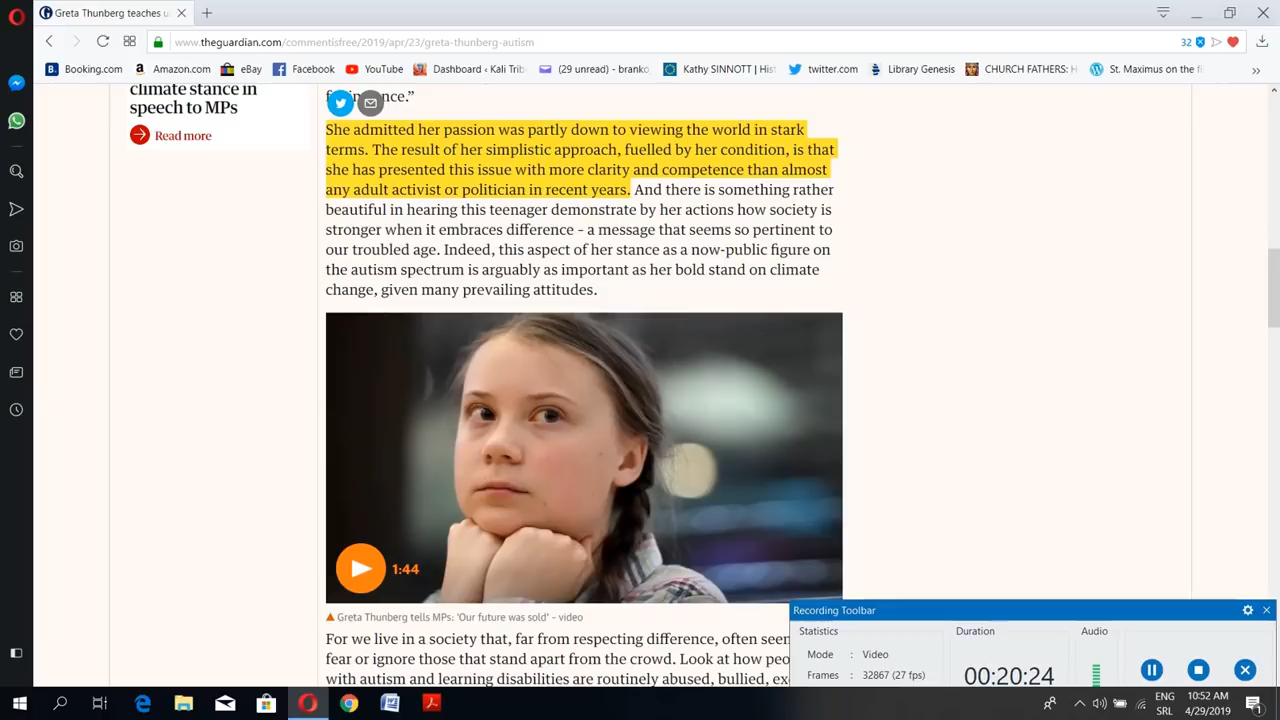 Greta Thunberg teaches u
www.theguardian.com/commentisfree/2019/apr/23/greta-thunberg-autism
32
Booking.com
Amazon.com
eBay
Facebook
YouTube
Dashboard ‹ Kali Trib
(29 unread) - branko
Kathy SINNOTT | Hist
twitter.com
Library Genesis
CHURCH FATHERS: H
St. Maximus on the fi
climate stance in
speech to MPs
Read more
ce.”
She admitted her passion was partly down to viewing the world in stark
terms. The result of her simplistic approach, fuelled by her condition, is that
she has presented this issue with more clarity and competence than almost
any adult activist or politician in recent years. And there is something rather
beautiful in hearing this teenager demonstrate by her actions how society is
stronger when it embraces difference – a message that seems so pertinent to
our troubled age. Indeed, this aspect of her stance as a now-public figure on
the autism spectrum is arguably as important as her bold stand on climate
change, given many prevailing attitudes.
1:44
Greta Thunberg tells MPs: 'Our future was sold' – video
For we live in a society that, far from respecting difference, often seen
fear or ignore those that stand apart from the crowd. Look at how peo
with autism and learning disabilities are routinely abused, bullied, ex
Recording Toolbar
Statistics
Duration
Audio
Mode : Video
Frames : 32867 (27 fps)
00:20:24
ENG
SRL
10:52 AM
4/29/2019
1